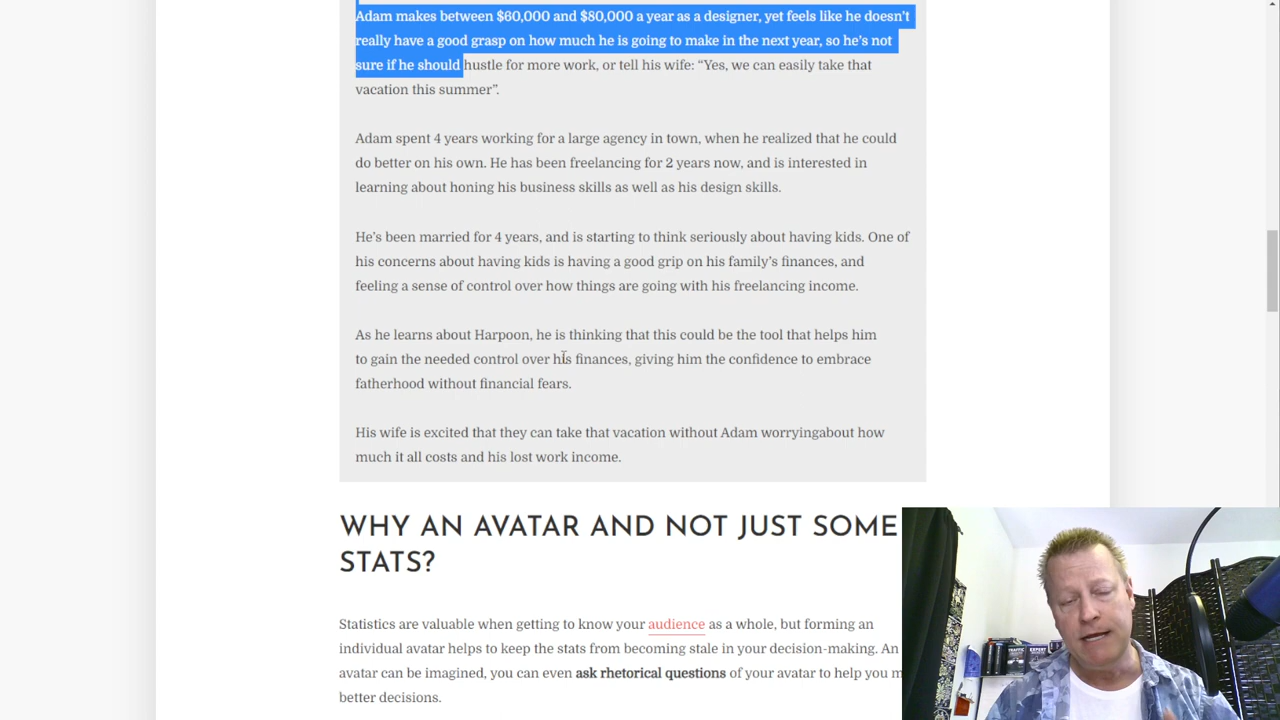 Adam makes between $60,000 and $80,000 a year as a designer, yet feels like he doesn’t
really have a good grasp on how much he is going to make in the next year, so he’s not
sure if he should hustle for more work, or tell his wife: “Yes, we can easily take that
vacation this summer”.
Adam spent 4 years working for a large agency in town, when he realized that he could
do better on his own. He has been freelancing for 2 years now, and is interested in
learning about honing his business skills as well as his design skills.
He’s been married for 4 years, and is starting to think seriously about having kids. One of
his concerns about having kids is having a good grip on his family’s finances, and
feeling a sense of control over how things are going with his freelancing income.
As he learns about Harpoon, he is thinking that this could be the tool that helps him
to gain the needed control over his finances, giving him the confidence to embrace
fatherhood without financial fears.
His wife is excited that they can take that vacation without Adam worryingabout how
much it all costs and his lost work income.
WHY AN AVATAR AND NOT JUST SOME
STATS?
Statistics are valuable when getting to know your audience as a whole, but forming an
individual avatar helps to keep the stats from becoming stale in your decision-making. An
avatar can be imagined, you can even ask rhetorical questions of your avatar to help you m
better decisions.
TRAFFIC
EXPERT